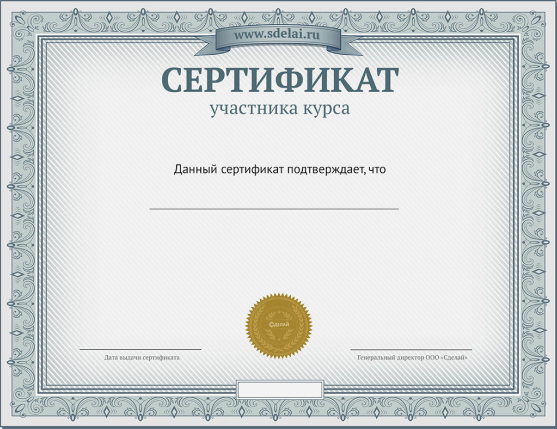 www.sdelai.ru
СЕРТИФИКАТ
участника курса
Данный сертификат подтверждает, что
Сделай
Дата выдачи сертификата
Генеральный директор ООО «Сделай»